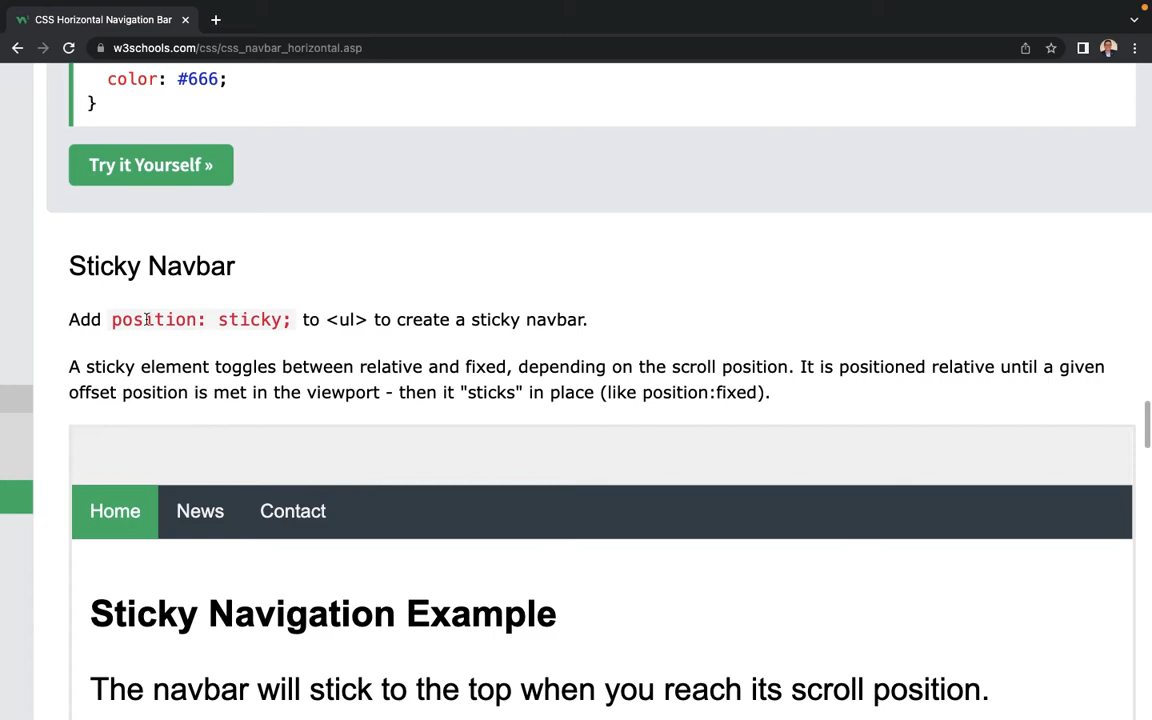 CSS Horizontal Navigation Bar
w3schools.com/css/css_navbar_horizontal.asp
color: #666;
}
Try it Yourself »
Sticky Navbar
Add position: sticky; to <ul> to create a sticky navbar.
A sticky element toggles between relative and fixed, depending on the scroll position. It is positioned relative until a given
offset position is met in the viewport - then it "sticks" in place (like position:fixed).
Home News Contact
Sticky Navigation Example
The navbar will stick to the top when you reach its scroll position.